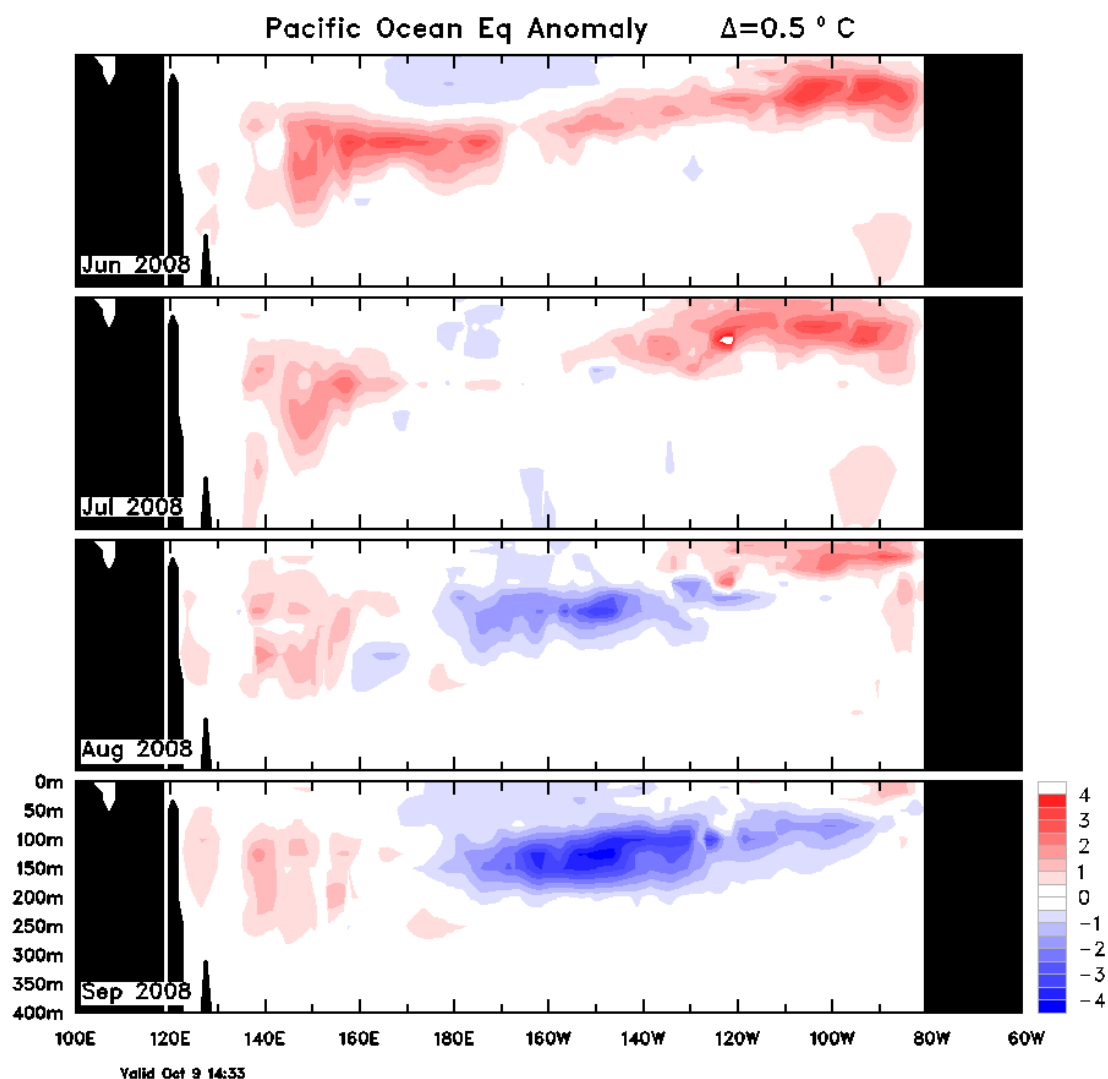 Pacific Ocean Eq Anomaly Δ=0.5 ° C
Jun 2008
Jul 2008
Aug 2008
0m
50m
100m
150m
200m
250m
300m
350m
400m
Sep 2008
4
3
2
1
0
-1
-2
-3
-4
100E 120E 140E 160E 180E 160W 140W 120W 100W 80W 60W
Valid Oct 9 14:33